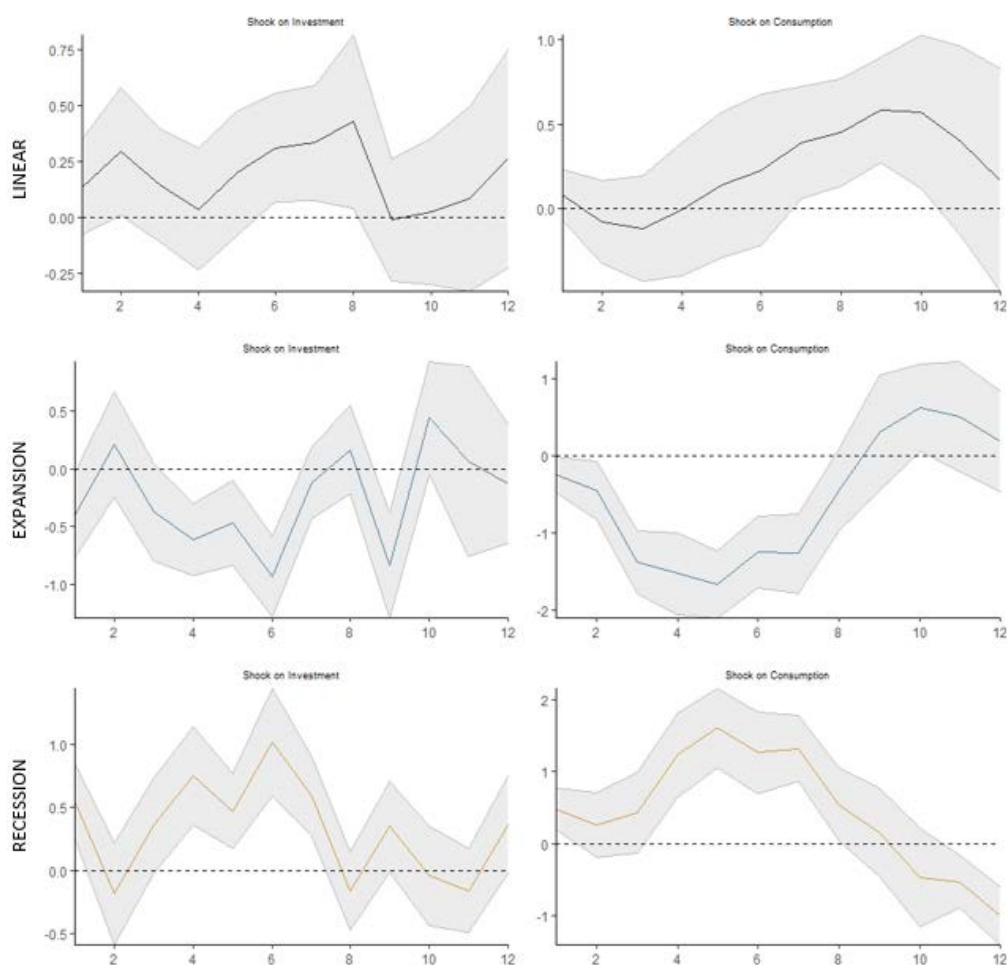 Shock on Investment
Shock on Consumption
LINEAR
0.75
0.50
0.25
0.00
-0.25
2 4 6 8 10 12
1.0
0.5
0.0
2 4 6 8 10 12
Shock on Investment
Shock on Consumption
EXPANSION
0.5
0.0
-0.5
-1.0
2 4 6 8 10 12
1
0
-1
-2
2 4 6 8 10 12
Shock on Investment
Shock on Consumption
RECESSION
1.0
0.5
0.0
-0.5
2 4 6 8 10 12
2
1
0
-1
2 4 6 8 10 12